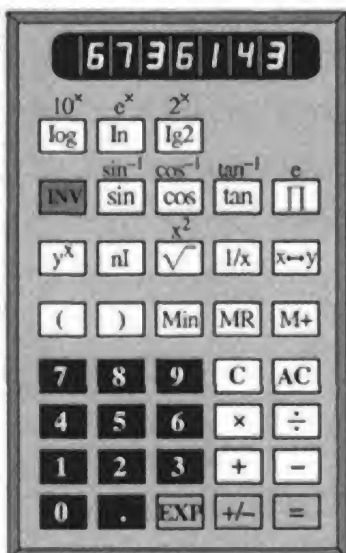 6736143
10ˣ eˣ 2ˣ
log ln lg2
sin⁻¹ cos⁻¹ tan⁻¹ e
INV sin cos tan ∏
x²
yˣ nI √ 1/x x↔y
( ) Min MR M+
7 8 9 C AC
4 5 6 × ÷
1 2 3 + −
0 . EXP +/− =